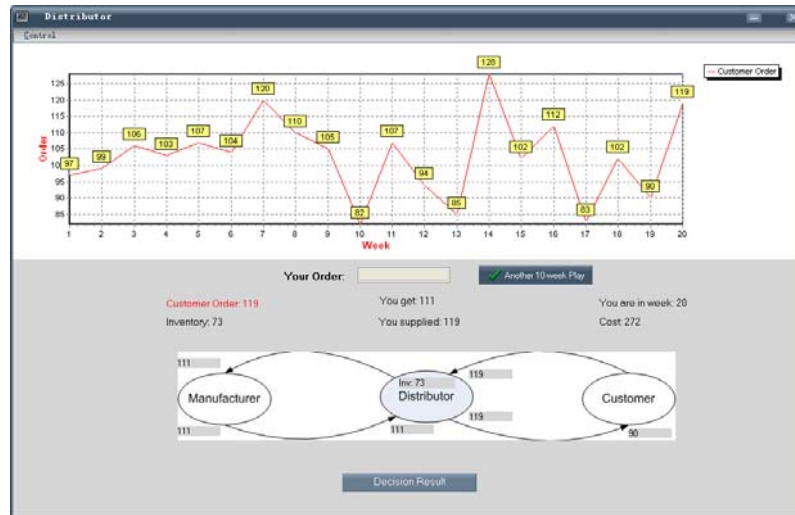 Distributor
Control
Customer Order
125
120
115
110
105
100
95
90
85
Order
97
99
106
103
107
104
120
110
105
82
107
94
85
128
102
112
83
102
90
119
1 2 3 4 5 6 7 8 9 10 11 12 13 14 15 16 17 18 19 20
Week
Your Order:
Another 10-week Play
Customer Order: 119
You get: 111
You are in week: 20
Inventory: 73
You supplied: 119
Cost: 272
111
Manufacturer
111
Inv: 73
Distributor
111
119
119
Customer
90
Decision Result